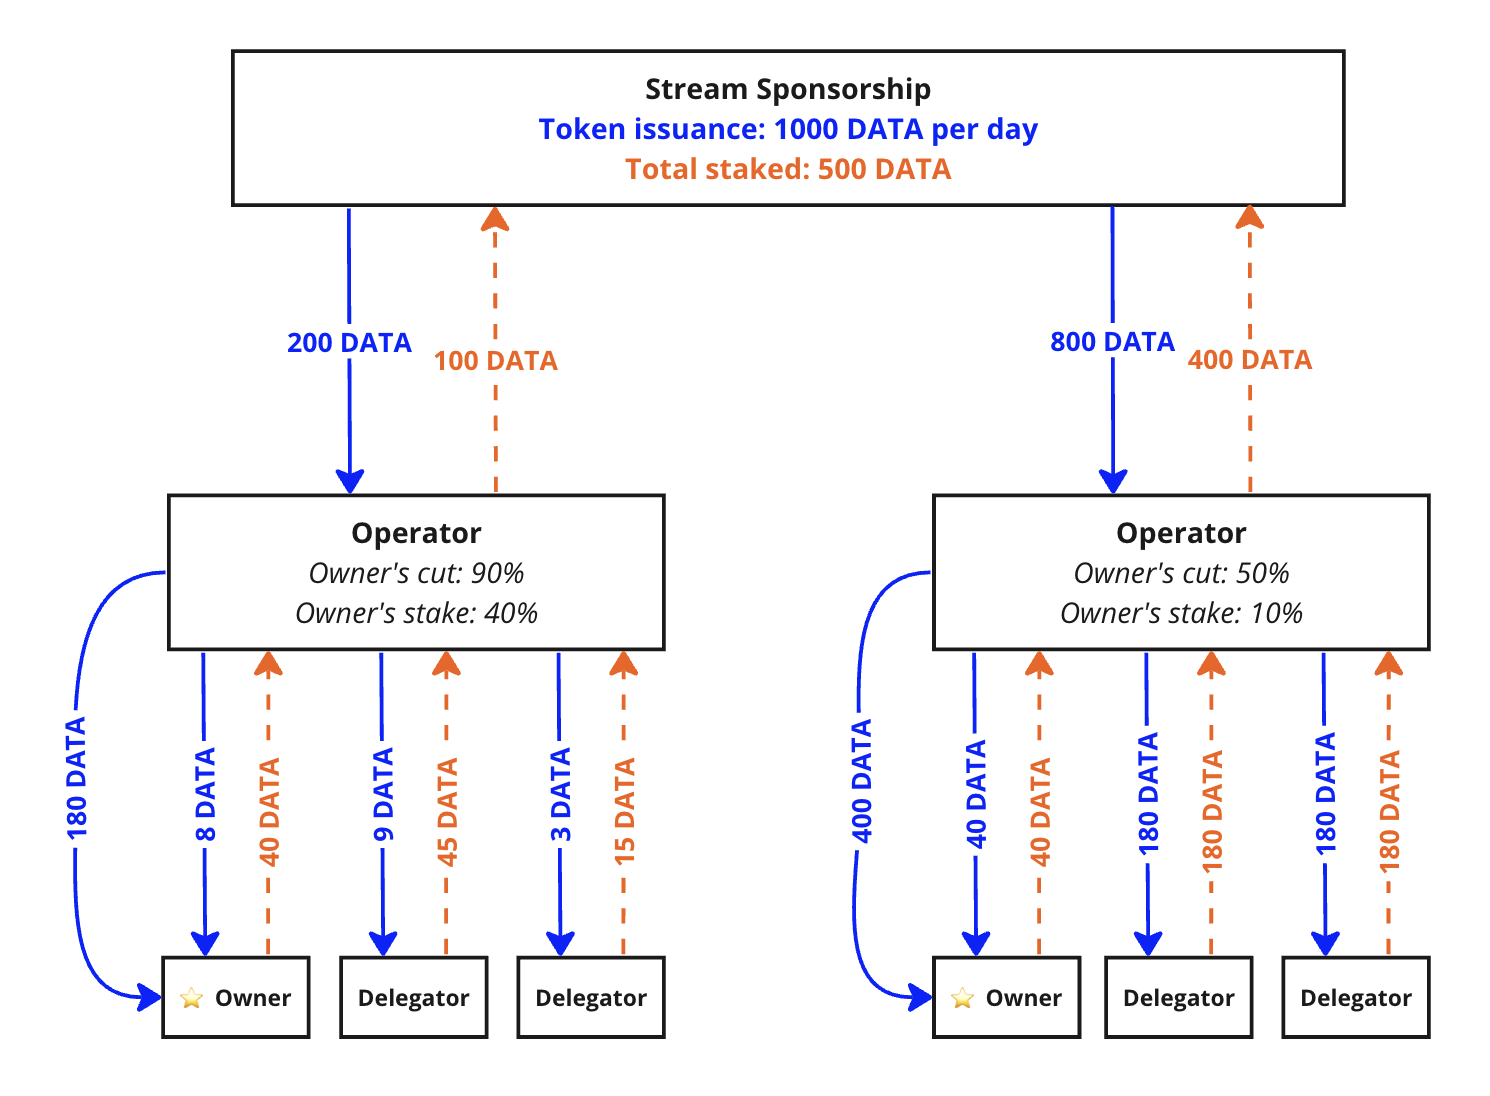 Stream Sponsorship
Token issuance: 1000 DATA per day
Total staked: 500 DATA
200 DATA
100 DATA
800 DATA
400 DATA
Operator
Owner's cut: 90%
Owner's stake: 40%
Operator
Owner's cut: 50%
Owner's stake: 10%
180 DATA
8 DATA
40 DATA
9 DATA
45 DATA
3 DATA
15 DATA
400 DATA
40 DATA
40 DATA
180 DATA
180 DATA
180 DATA
180 DATA
Owner
Delegator
Delegator
Owner
Delegator
Delegator